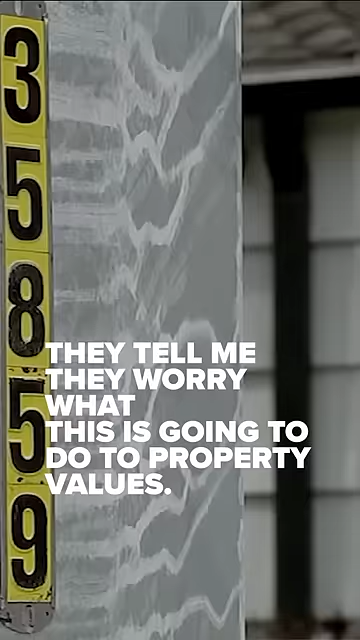 3
5
8
5
9
THEY TELL ME
THEY WORRY
WHAT
THIS IS GOING TO
DO TO PROPERTY
VALUES.